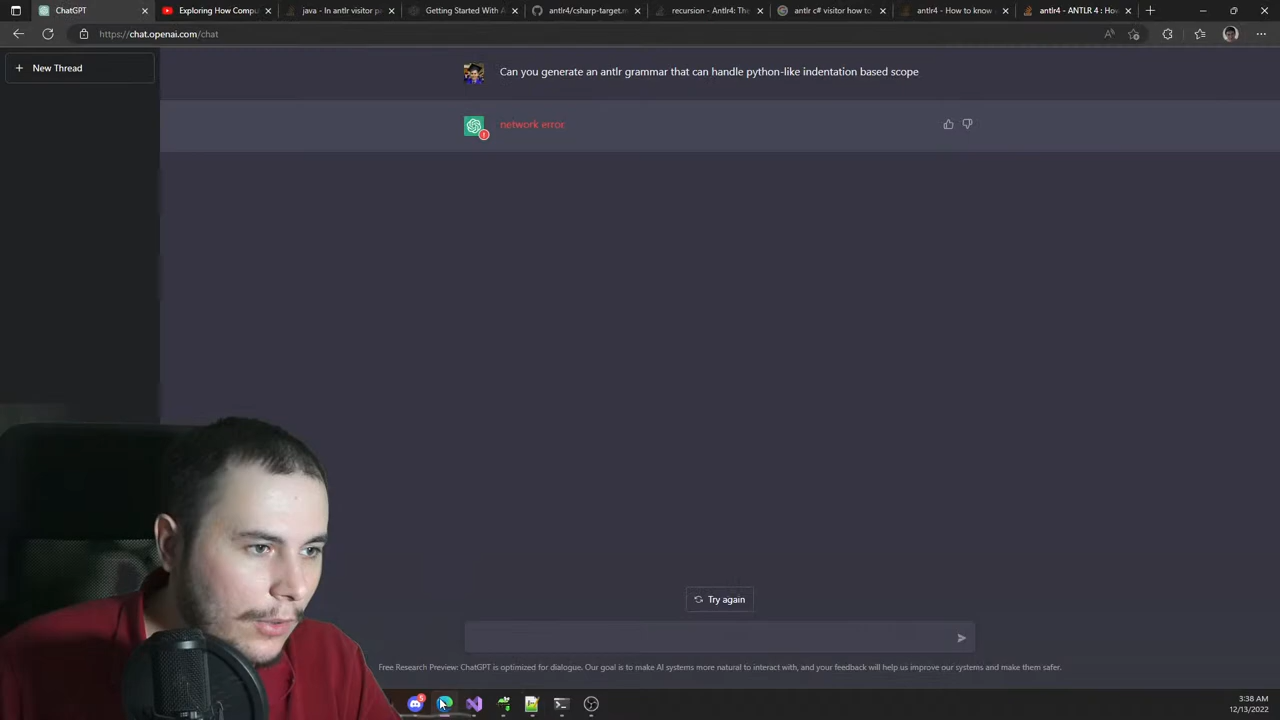 ChatGPT
Exploring How Compu
java - In antlr visitor pa
Getting Started With A
antlr4/csharp-target.m
recursion - Antlr4: The
antlr c# visitor how to
antlr4 - How to know
antlr4 - ANTLR 4 : How
https://chat.openai.com/chat
New Thread
Can you generate an antlr grammar that can handle python-like indentation based scope
network error
Try again
Free Research Preview: ChatGPT is optimized for dialogue. Our goal is to make AI systems more natural to interact with, and your feedback will help us improve our systems and make them safer.
3:38 AM
12/13/2022